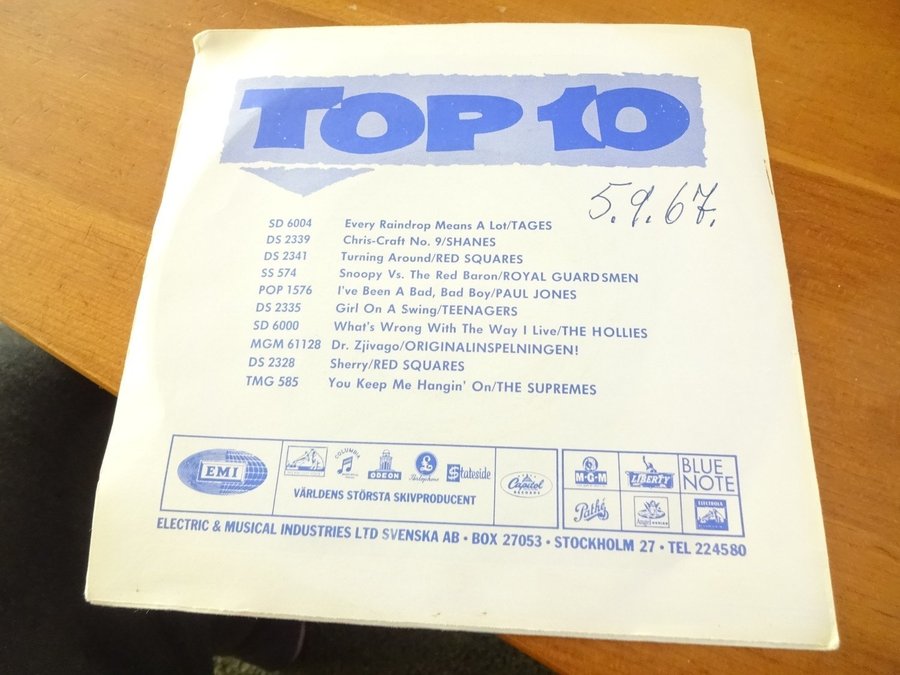 TOP 10
5.9.67.
SD 6004 Every Raindrop Means A Lot/TAGES
DS 2339 Chris-Craft No. 9/SHANES
DS 2341 Turning Around/RED SQUARES
SS 574 Snoopy Vs. The Red Baron/ROYAL GUARDSMEN
POP 1576 I've Been A Bad, Bad Boy/PAUL JONES
DS 2335 Girl On A Swing/TEENAGERS
SD 6000 What's Wrong With The Way I Live/THE HOLLIES
MGM 61128 Dr. Zjivago/ORIGINALINSPELNINGEN!
DS 2328 Sherry/RED SQUARES
TMG 585 You Keep Me Hangin' On/THE SUPREMES
EMI
COLUMBIA
ODEON
Parlophone
Stateside
VÄRLDENS STÖRSTA SKIVPRODUCENT
Capitol
RECORDS
M-G-M
LIBERTY
BLUE
NOTE
Pathé
Angel
ELECTROLA
ELECTRIC & MUSICAL INDUSTRIES LTD SVENSKA AB • BOX 27053 • STOCKHOLM 27 • TEL 224580